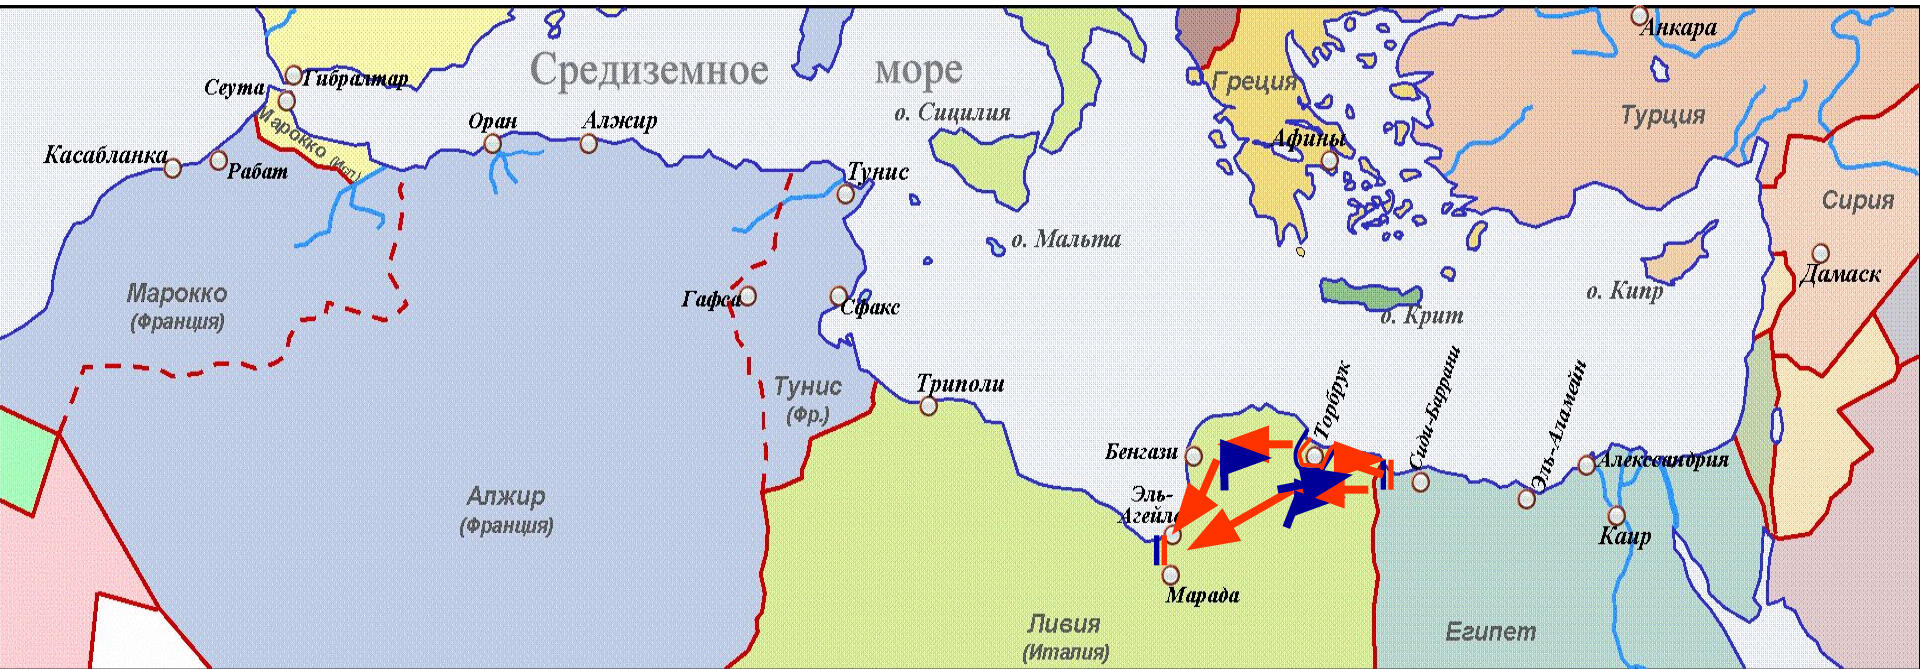 Анкара
Средиземное море
Гибралтар
Сеута
Греция
о. Сицилия
Турция
Марокко (Исп)
Оран
Алжир
Афины
Касабланка
Рабат
Тунис
Сирия
о. Мальта
Дамаск
Марокко
(Франция)
Гафса
Сфакс
о. Кипр
о. Крит
Тунис
(Фр.)
Триполи
Торбрук
Сиди-Баррани
Эль-Аламейн
Бенгази
Александрия
Эль-
Агейла
Алжир
(Франция)
Каир
Марада
Ливия
(Италия)
Египет